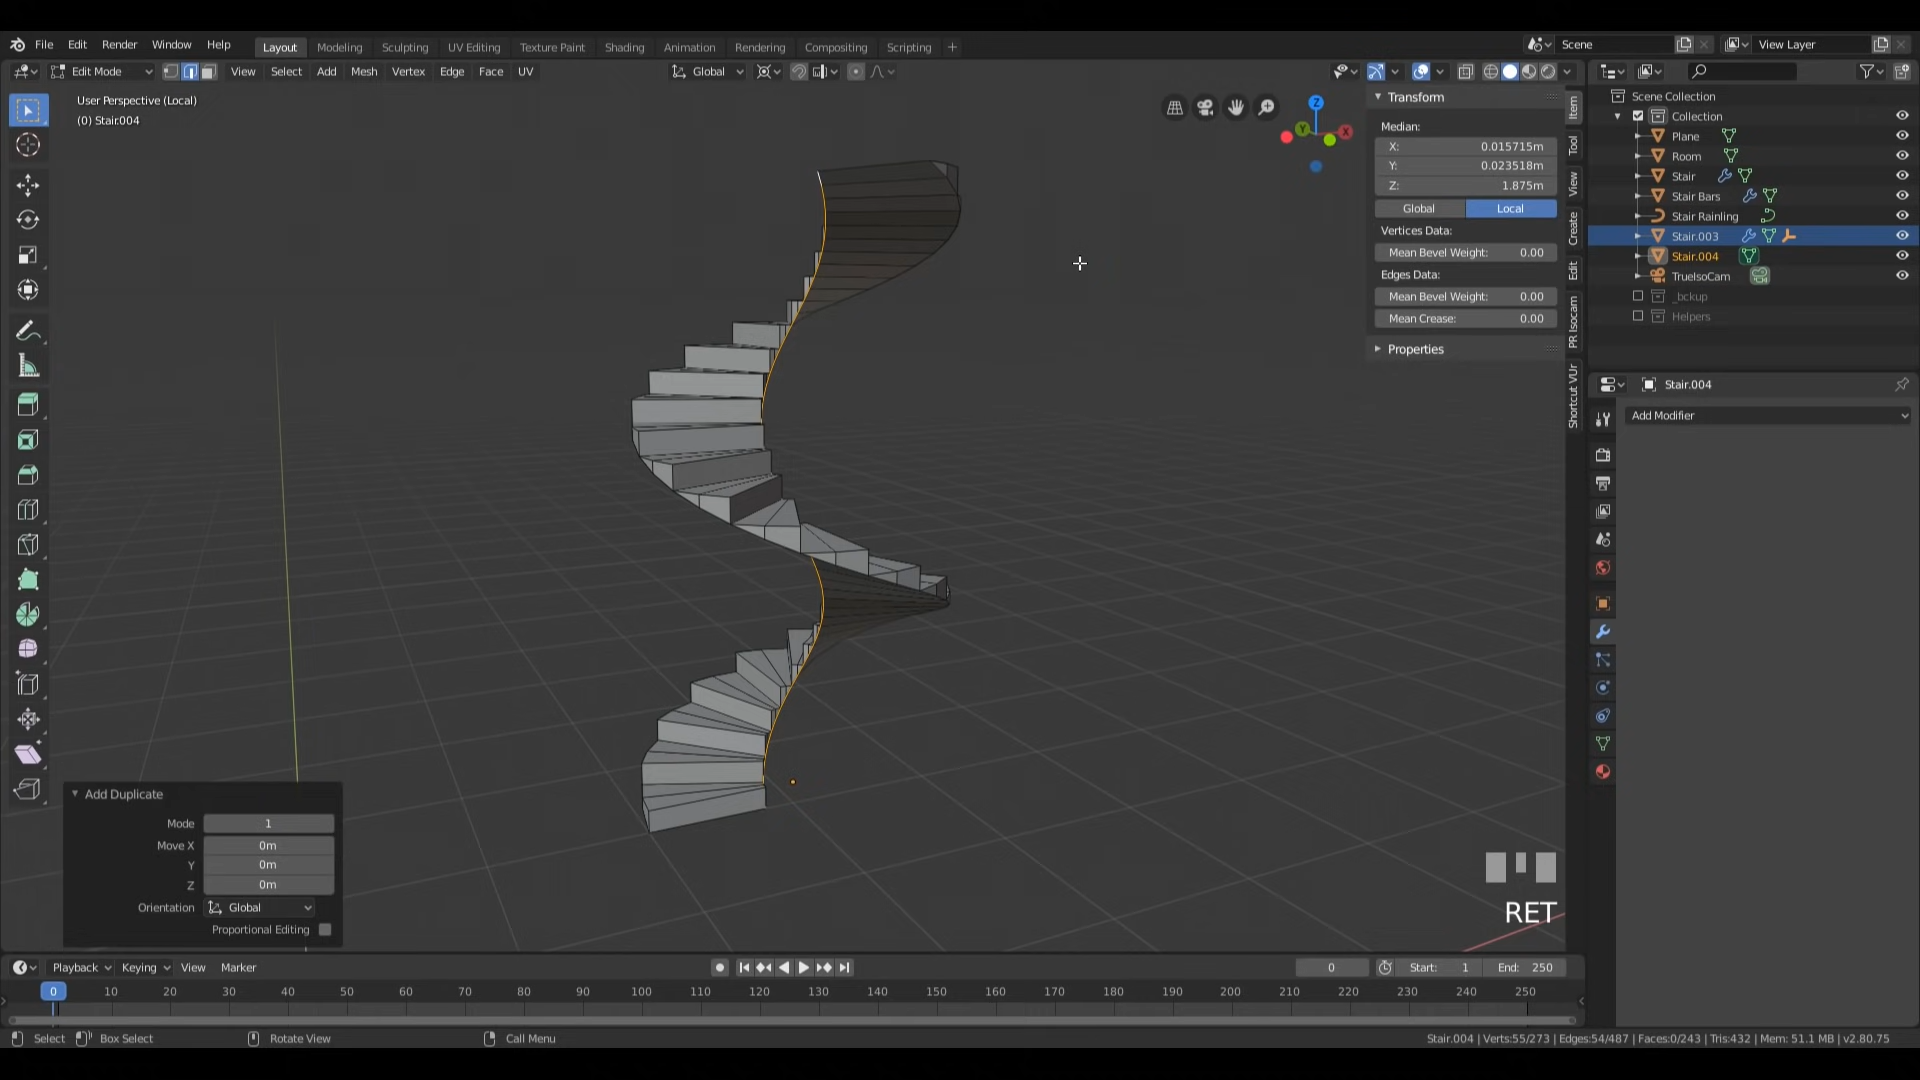 File Edit Render Window Help Layout Modeling Sculpting UV Editing Texture Paint Shading Animation Rendering Compositing Scripting + Scene View Layer
Edit Mode View Select Add Mesh Vertex Edge Face UV Global
User Perspective (Local)
(0) Stair.004
Z
Y
X
Transform
Median:
X: 0.015715m
Y: 0.023518m
Z: 1.875m
Global Local
Vertices Data:
Mean Bevel Weight: 0.00
Edges Data:
Mean Bevel Weight: 0.00
Mean Crease: 0.00
Properties
Item
Tool
View
Create
Edit
PR Isocam
Shortcut VUr
Scene Collection
Collection
Plane
Room
Stair
Stair Bars
Stair Rainling
Stair.003
Stair.004
TrueIsoCam
_bckup
Helpers
Stair.004
Add Modifier
Add Duplicate
Mode 1
Move X 0m
Y 0m
Z 0m
Orientation Global
Proportional Editing
RET
Playback Keying View Marker 0 Start: 1 End: 250
0 10 20 30 40 50 60 70 80 90 100 110 120 130 140 150 160 170 180 190 200 210 220 230 240 250
Select Box Select Rotate View Call Menu Stair.004 | Verts:55/273 | Edges:54/487 | Faces:0/243 | Tris:432 | Mem: 51.1 MB | v2.80.75